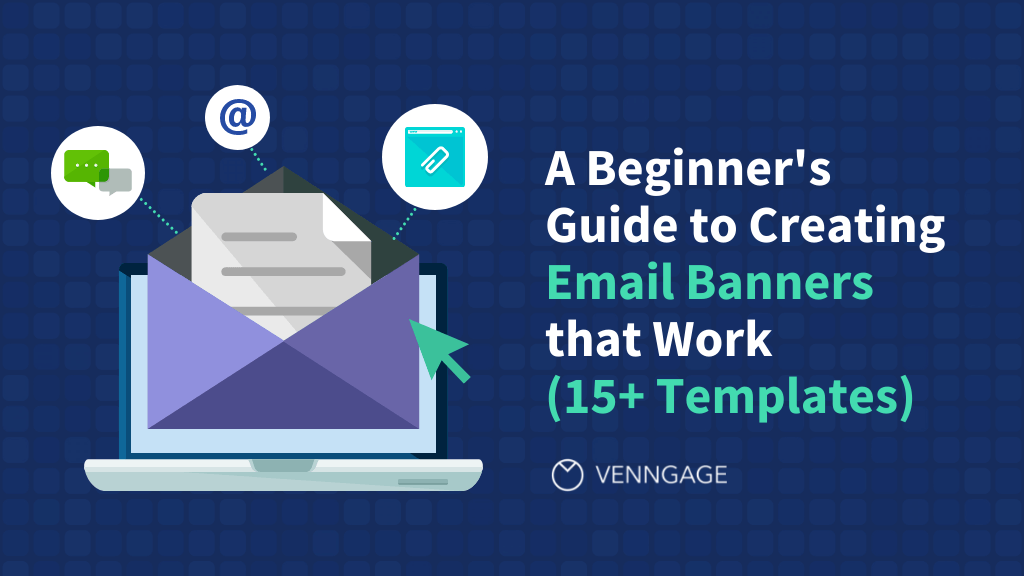 @
A Beginner's
Guide to Creating
Email Banners
that Work
(15+ Templates)
VENNGAGE